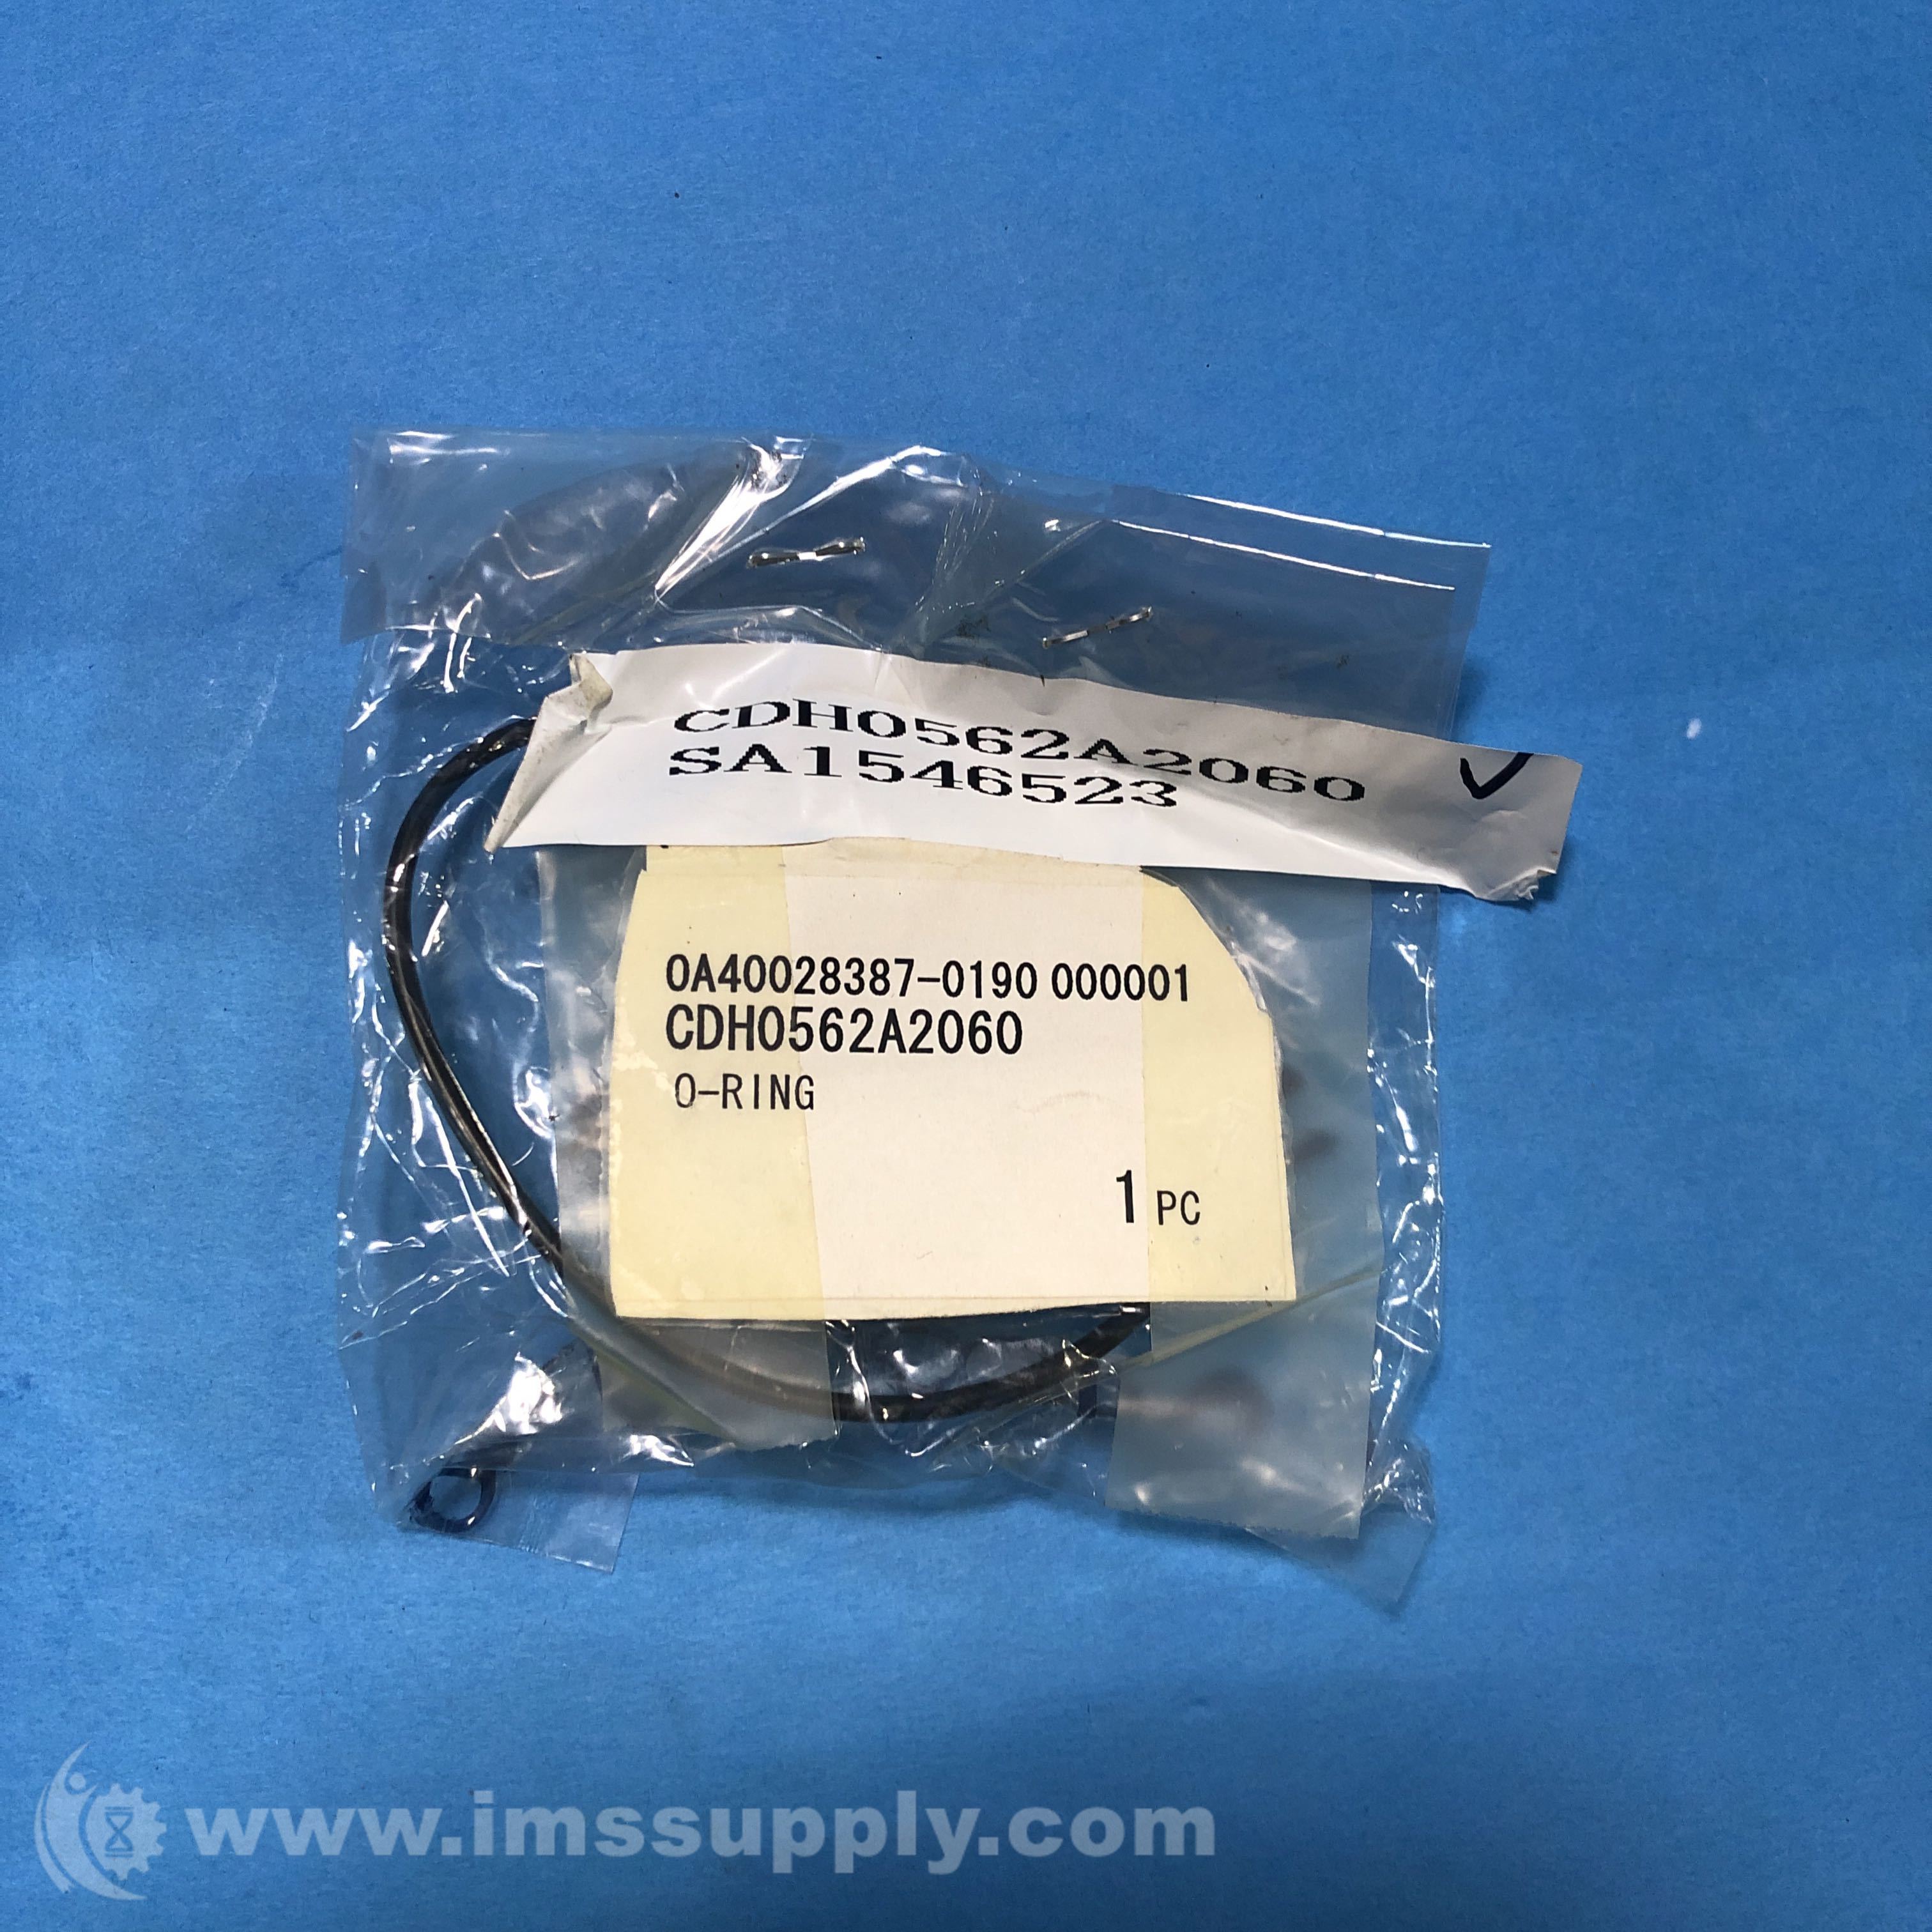 CDH0562A2060
SA1546523
0A40028387-0190 000001
CDH0562A2060
O-RING
1 PC
www.imssupply.com